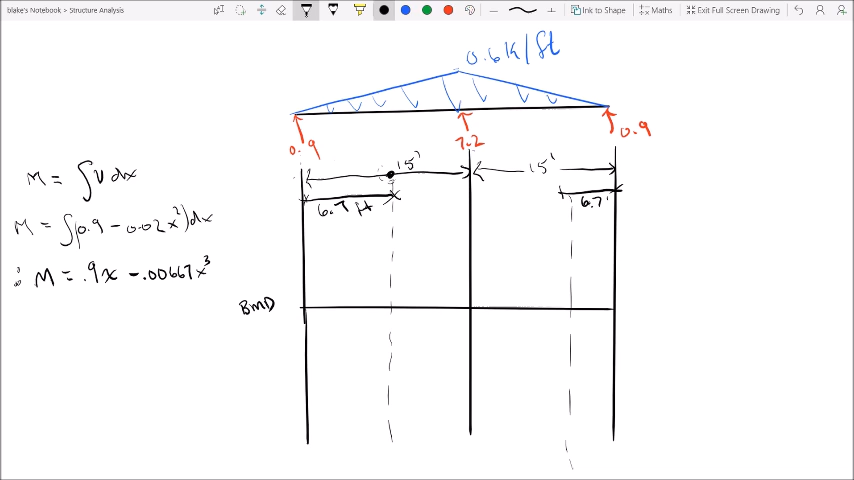 blake's Notebook > Structure Analysis
Ink to Shape
Maths
Exit Full Screen Drawing
0.6K/ft
0.9
7.2
0.9
15'
15'
6.7 ft
6.7'
M = ∫V dx
M = ∫(0.9 - 0.02x²)dx
∴ M = .9x - .00667x³
BMD